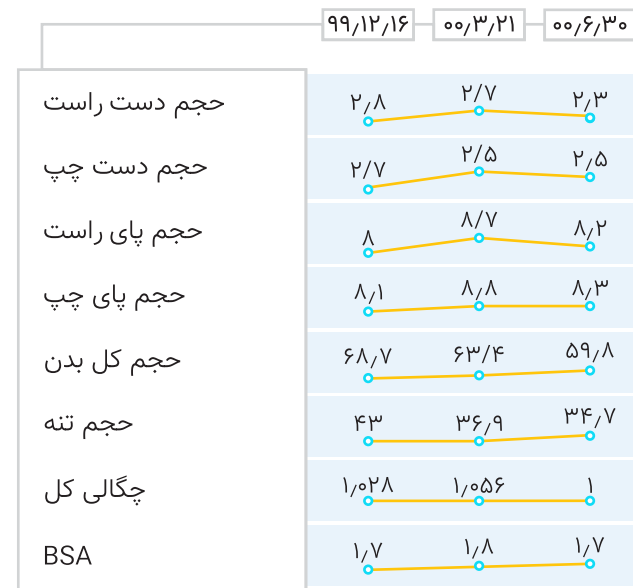 ۹۹٫۱۲٫۱۶ ۰۰٫۳٫۲۱ ۰۰٫۶٫۳۰
حجم دست راست ۲٫۸ ۲/۷ ۲٫۳
حجم دست چپ ۲/۷ ۲/۵ ۲٫۵
حجم پای راست ۸ ۸/۷ ۸٫۲
حجم پای چپ ۸٫۱ ۸٫۸ ۸٫۳
حجم کل بدن ۶۸٫۷ ۶۳/۴ ۵۹٫۸
حجم تنه ۴۳ ۳۶٫۹ ۳۴٫۷
چگالی کل ۱٫۰۲۸ ۱٫۰۵۶ ۱
BSA ۱٫۷ ۱٫۸ ۱٫۷